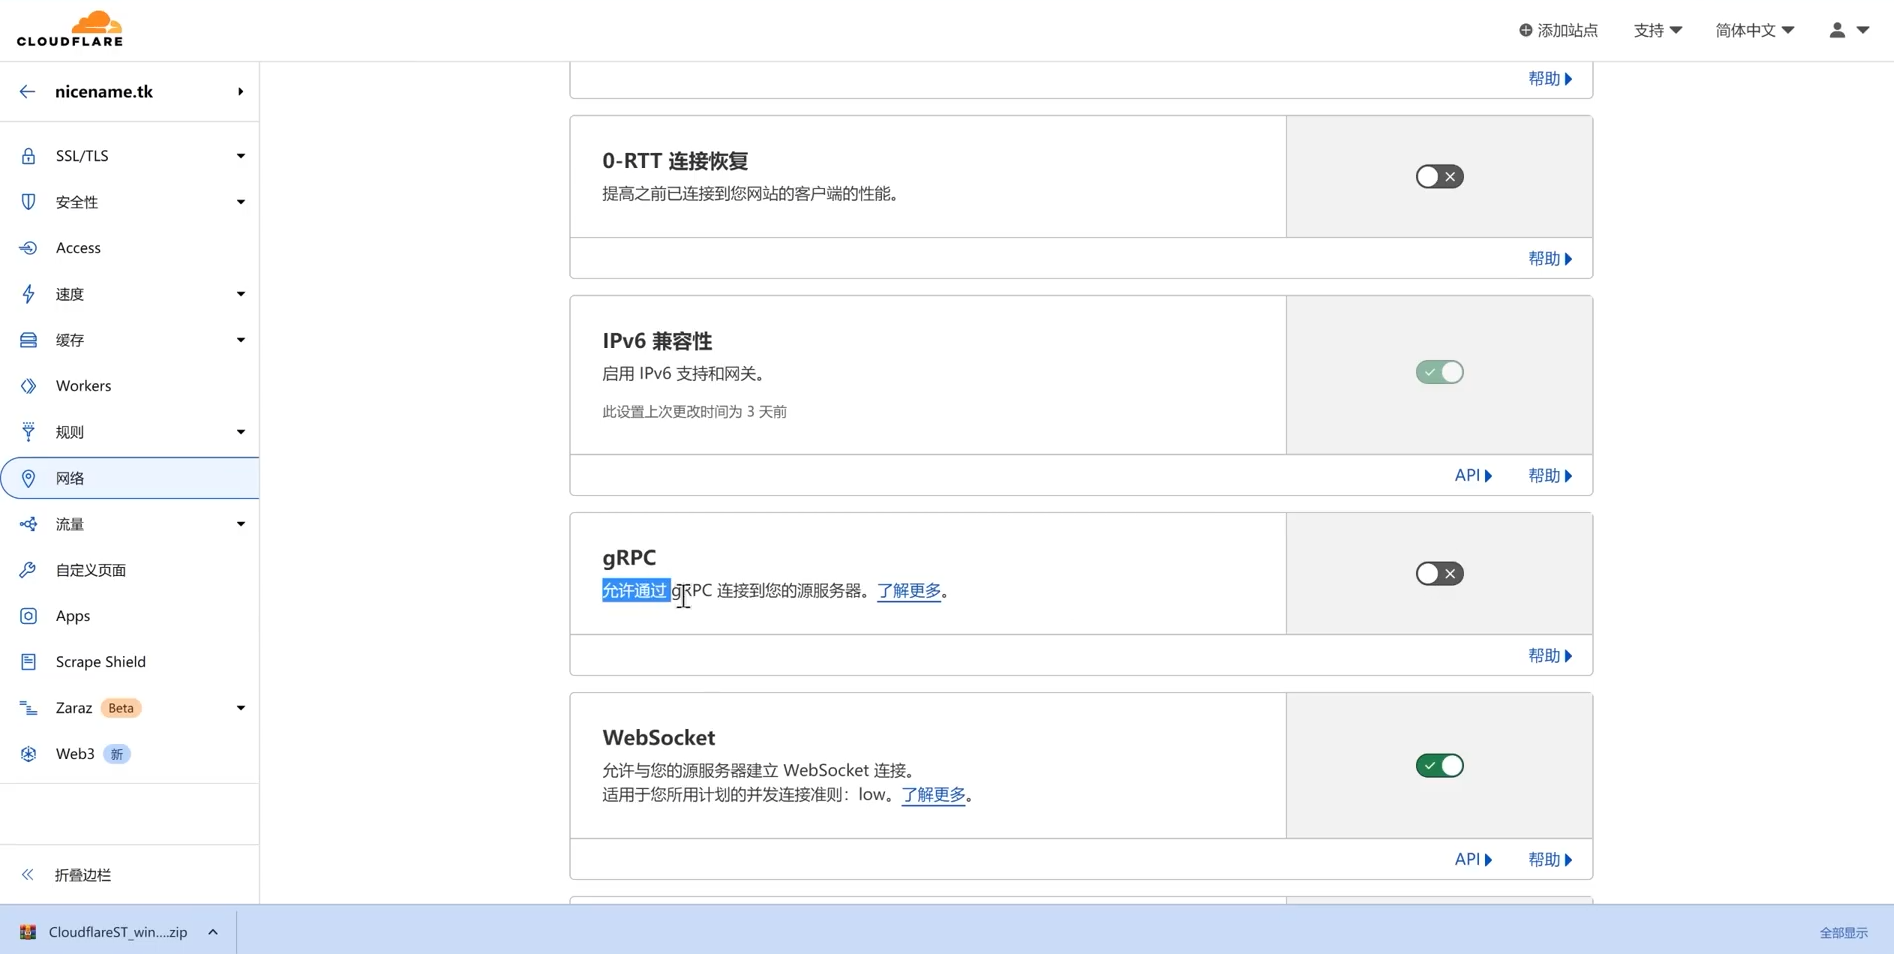 CLOUDFLARE
添加站点
支持
简体中文
nicename.tk
SSL/TLS
安全性
Access
速度
缓存
Workers
规则
网络
流量
自定义页面
Apps
Scrape Shield
Zaraz Beta
Web3 新
折叠边栏
帮助
0-RTT 连接恢复
提高之前已连接到您网站的客户端的性能。
帮助
IPv6 兼容性
启用 IPv6 支持和网关。
此设置上次更改时间为 3 天前
API 帮助
gRPC
允许通过 gRPC 连接到您的源服务器。了解更多。
帮助
WebSocket
允许与您的源服务器建立 WebSocket 连接。
适用于您所用计划的并发连接准则：low。了解更多。
API 帮助
CloudflareST_win....zip
全部显示